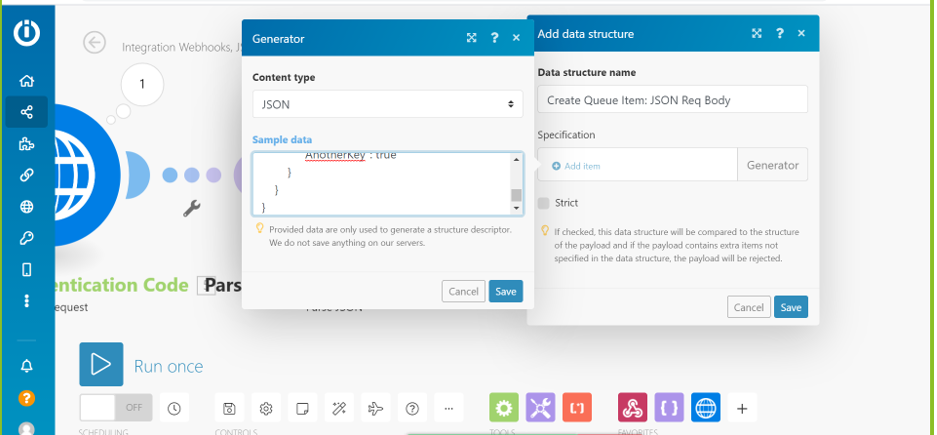 Integration Webhooks, JS
1
Generator
?
×
Content type
JSON
Sample data
AnotherKey": true
}
}
}
Provided data are only used to generate a structure descriptor.
We do not save anything on our servers.
Cancel
Save
Add data structure
?
×
Data structure name
Create Queue Item: JSON Req Body
Specification
Add item
Generator
Strict
If checked, this data structure will be compared to the structure
of the payload and if the payload contains extra items not
specified in the data structure, the payload will be rejected.
Cancel
Save
entication Code
Pars
equest
Parse JSON
Run once
OFF
SCHEDULING
CONTROLS
TOOLS
FAVORITES